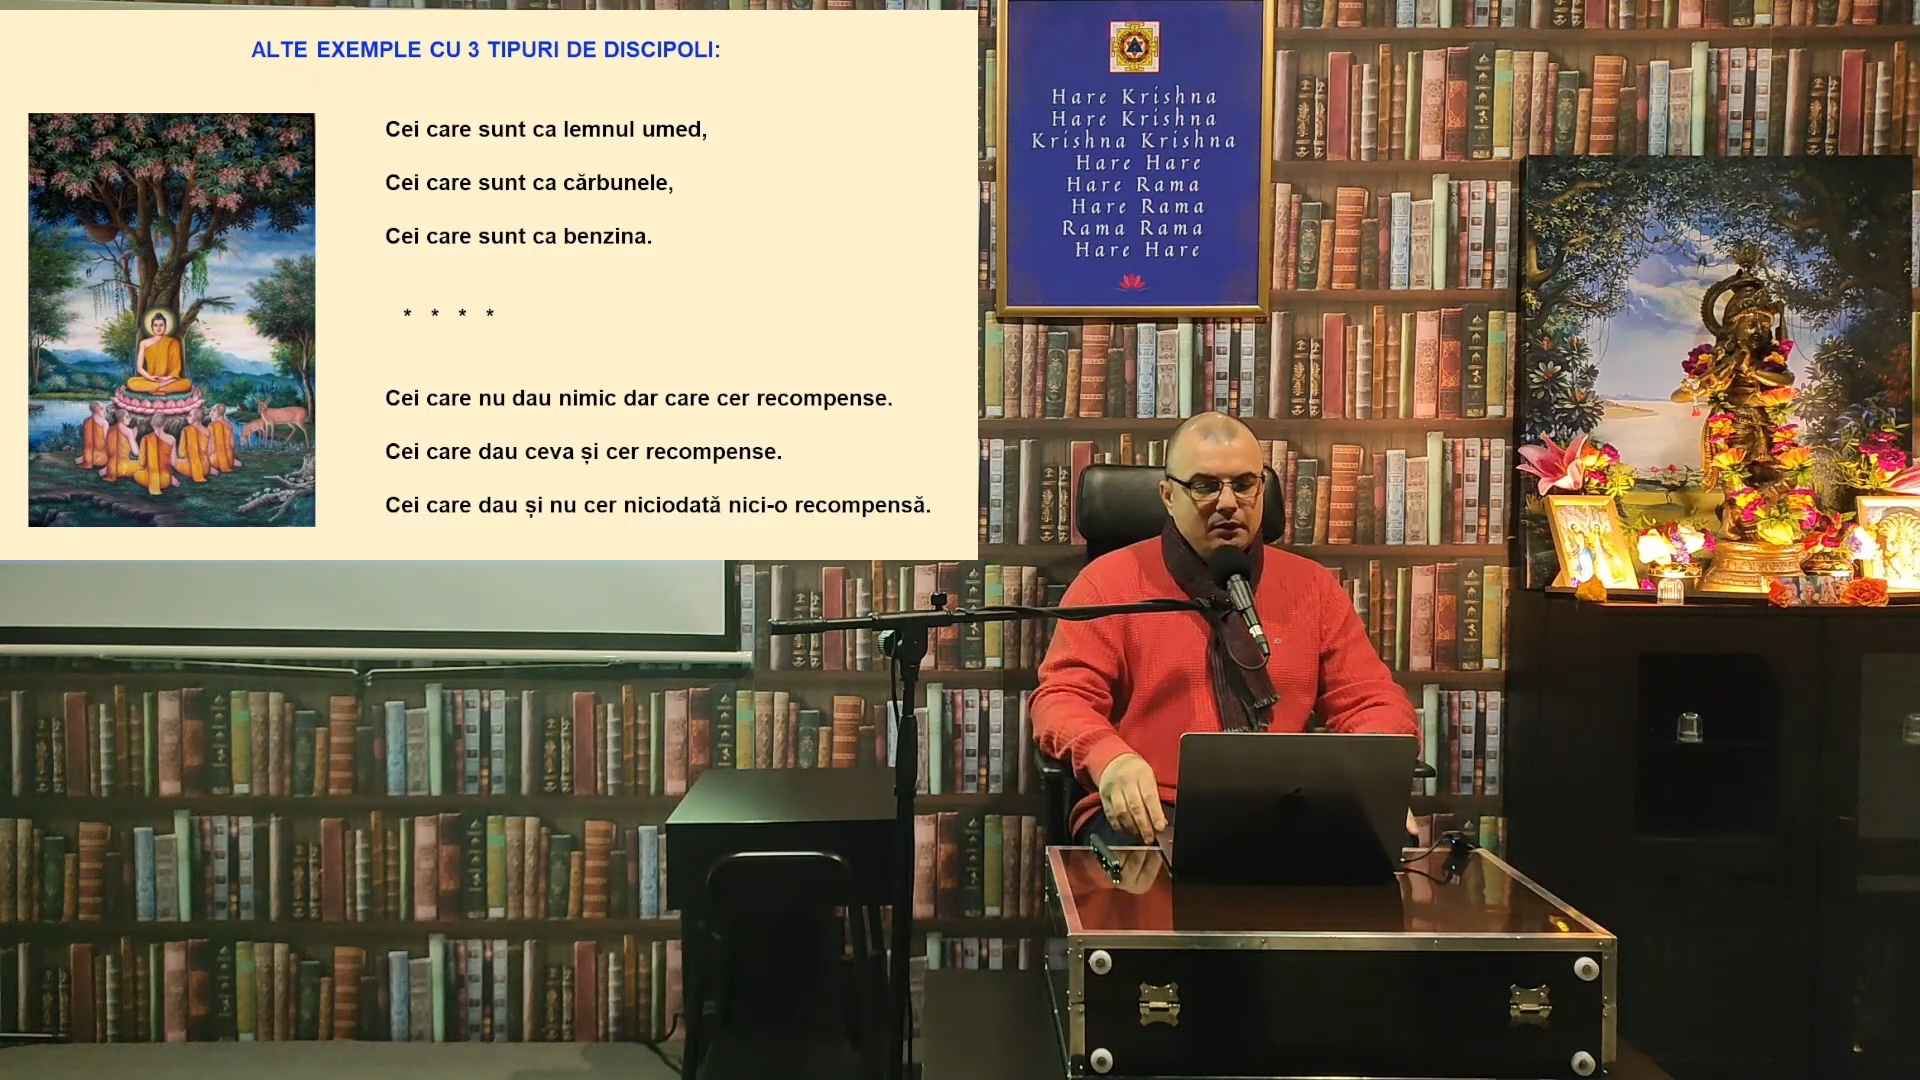 ALTE EXEMPLE CU 3 TIPURI DE DISCIPOLI:
Cei care sunt ca lemnul umed,
Cei care sunt ca cărbunele,
Cei care sunt ca benzina.
* * * *
Cei care nu dau nimic dar care cer recompense.
Cei care dau ceva și cer recompense.
Cei care dau și nu cer niciodată nici-o recompensă.
Hare Krishna
Hare Krishna
Krishna Krishna
Hare Hare
Hare Rama
Hare Rama
Rama Rama
Hare Hare